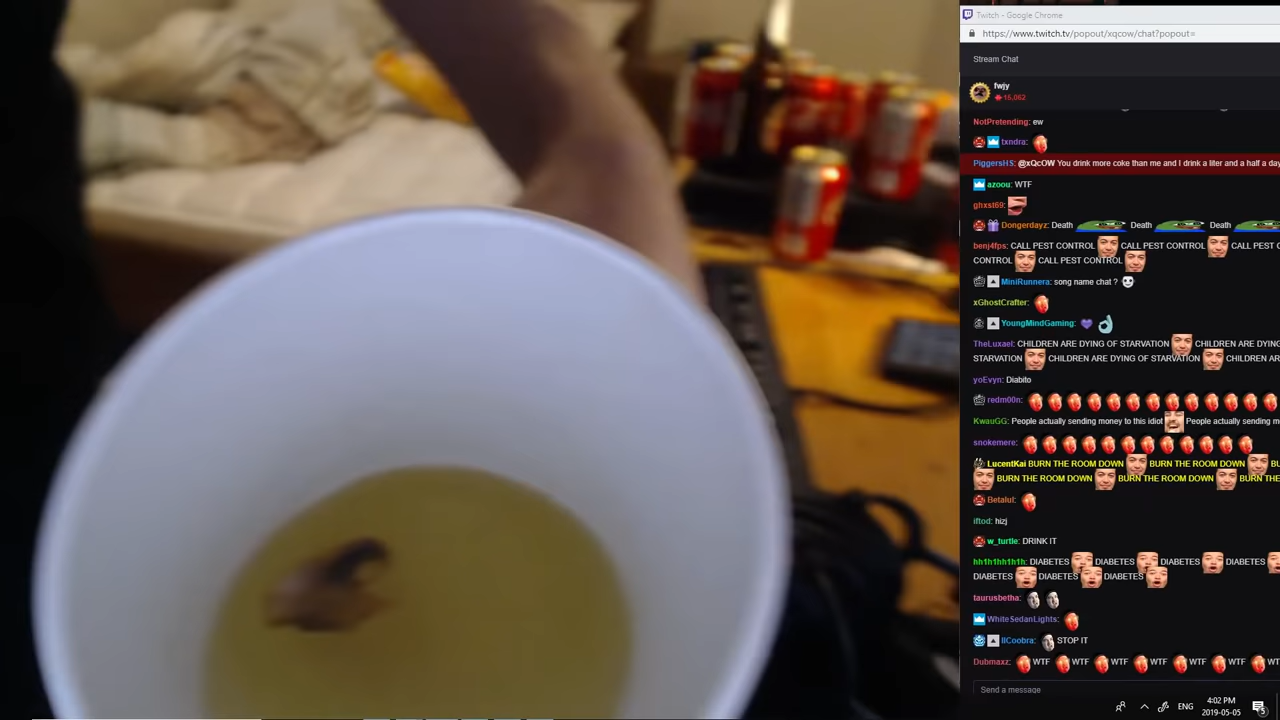 Twitch - Google Chrome
https://www.twitch.tv/popout/xqcow/chat?popout=
Stream Chat
fwjy
15,062
NotPretending: ew
txndra:
PiggersHS: @xQcOW You drink more coke than me and I drink a liter and a half a day
azoou: WTF
ghxst69:
Dongerdayz: Death Death Death
benj4fps: CALL PEST CONTROL CALL PEST CONTROL CALL PEST
CONTROL CALL PEST CONTROL
MiniRunnera: song name chat ?
xGhostCrafter:
YoungMindGaming:
TheLuxael: CHILDREN ARE DYING OF STARVATION CHILDREN ARE DYING
STARVATION CHILDREN ARE DYING OF STARVATION CHILDREN AR
yoEvyn: Diabito
redm00n:
KwauGG: People actually sending money to this idiot People actually sending m
snokemere:
LucentKai BURN THE ROOM DOWN BURN THE ROOM DOWN BU
BURN THE ROOM DOWN BURN THE ROOM DOWN BURN THE
Betalul:
iftod: hizj
w_turtle: DRINK IT
hh1h1hh1h1h: DIABETES DIABETES DIABETES DIABETES
DIABETES DIABETES DIABETES
taurusbetha:
WhiteSedanLights:
llCoobra: STOP IT
Dubmaxz: WTF WTF WTF WTF WTF WTF WT
Send a message
ENG
4:02 PM
2019-05-05
5